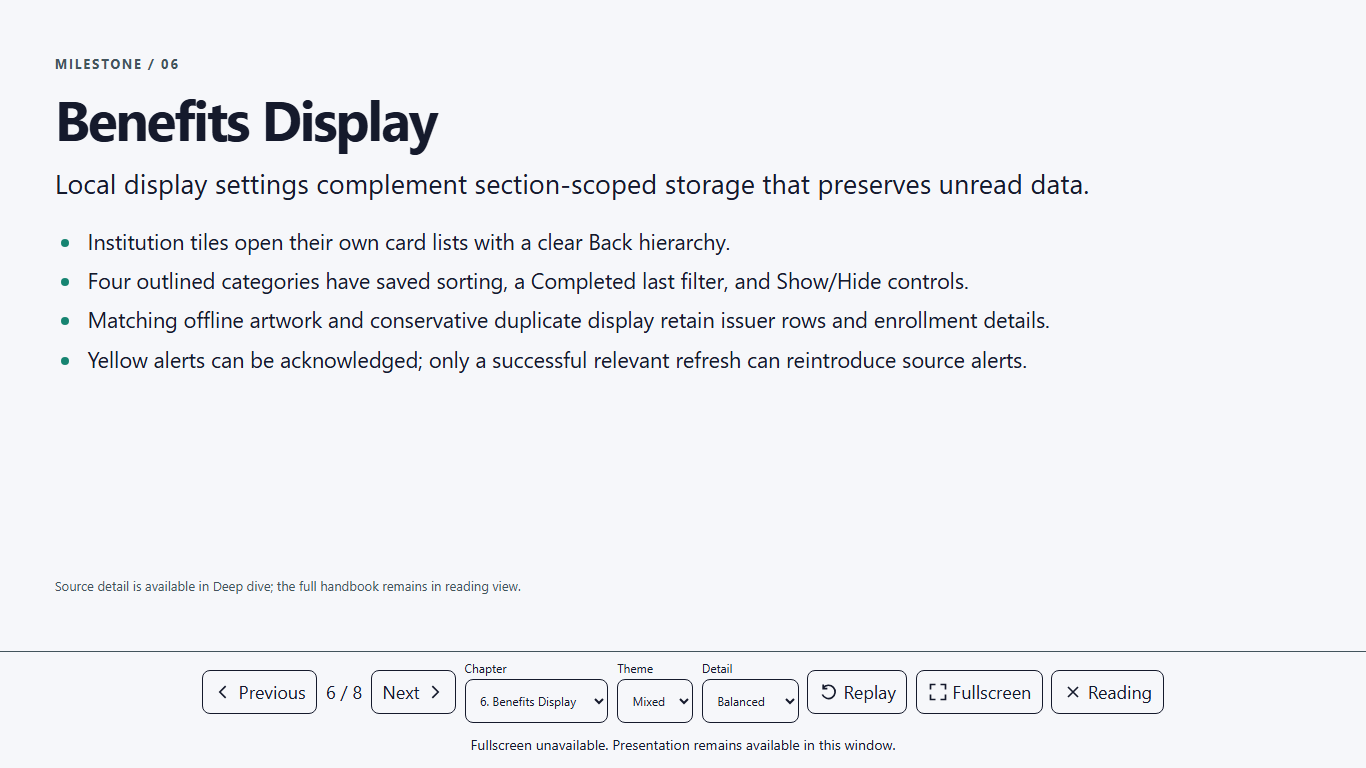 MILESTONE / 06
Benefits Display
Local display settings complement section-scoped storage that preserves unread data.
Institution tiles open their own card lists with a clear Back hierarchy.
Four outlined categories have saved sorting, a Completed last filter, and Show/Hide controls.
Matching offline artwork and conservative duplicate display retain issuer rows and enrollment details.
Yellow alerts can be acknowledged; only a successful relevant refresh can reintroduce source alerts.
Source detail is available in Deep dive; the full handbook remains in reading view.
Chapter Theme Detail
Previous 6 / 8 Next 6. Benefits Display Mixed Balanced Replay Fullscreen Reading
Fullscreen unavailable. Presentation remains available in this window.